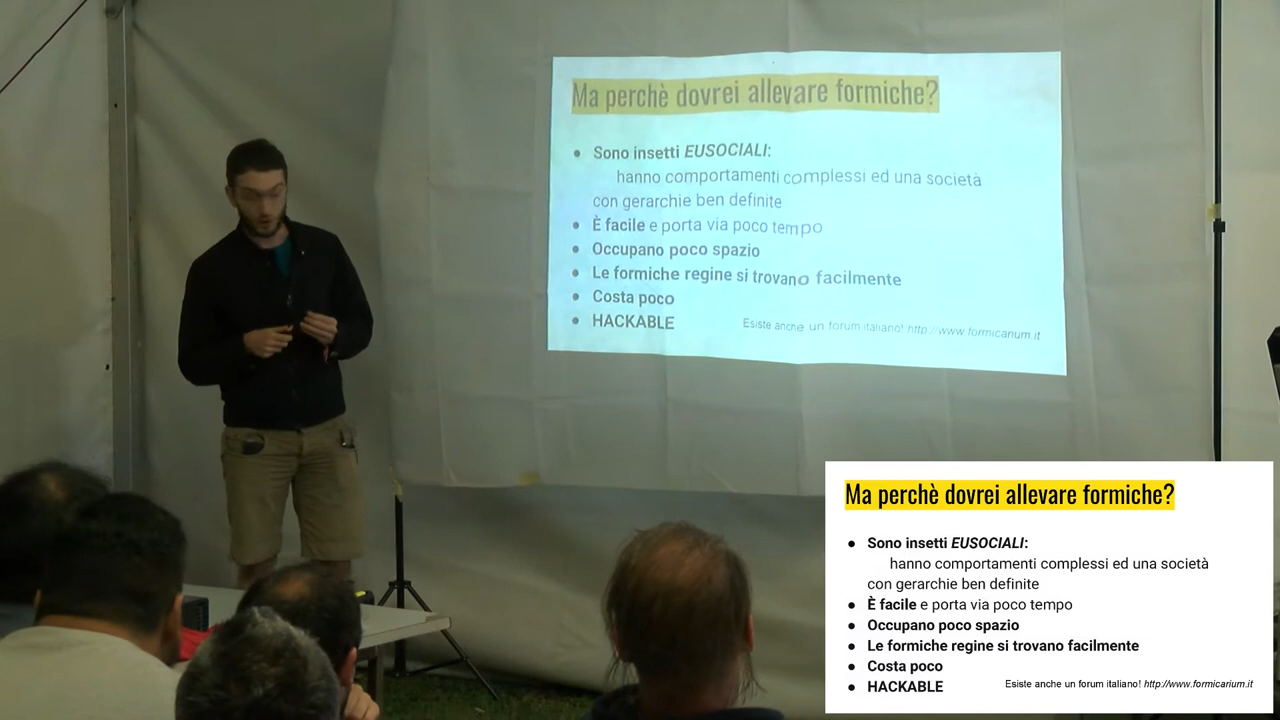 Ma perchè dovrei allevare formiche?
● Sono insetti EUSOCIALI:
hanno comportamenti complessi ed una società
con gerarchie ben definite
● È facile e porta via poco tempo
● Occupano poco spazio
● Le formiche regine si trovano facilmente
● Costa poco
● HACKABLE
Esiste anche un forum italiano! http://www.formicarium.it
Ma perchè dovrei allevare formiche?
● Sono insetti EUSOCIALI:
hanno comportamenti complessi ed una società
con gerarchie ben definite
● È facile e porta via poco tempo
● Occupano poco spazio
● Le formiche regine si trovano facilmente
● Costa poco
● HACKABLE
Esiste anche un forum italiano! http://www.formicarium.it